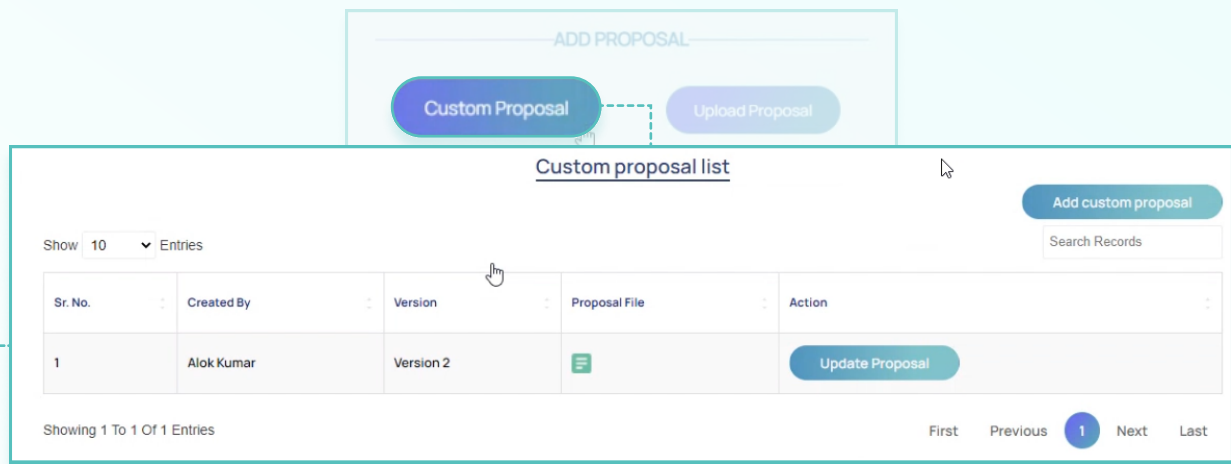 ADD PROPOSAL
Custom Proposal Upload Proposal
Custom proposal list
Add custom proposal
Show 10 Entries Search Records
Sr. No. Created By Version Proposal File Action
1 Alok Kumar Version 2 Update Proposal
Showing 1 To 1 Of 1 Entries First Previous 1 Next Last